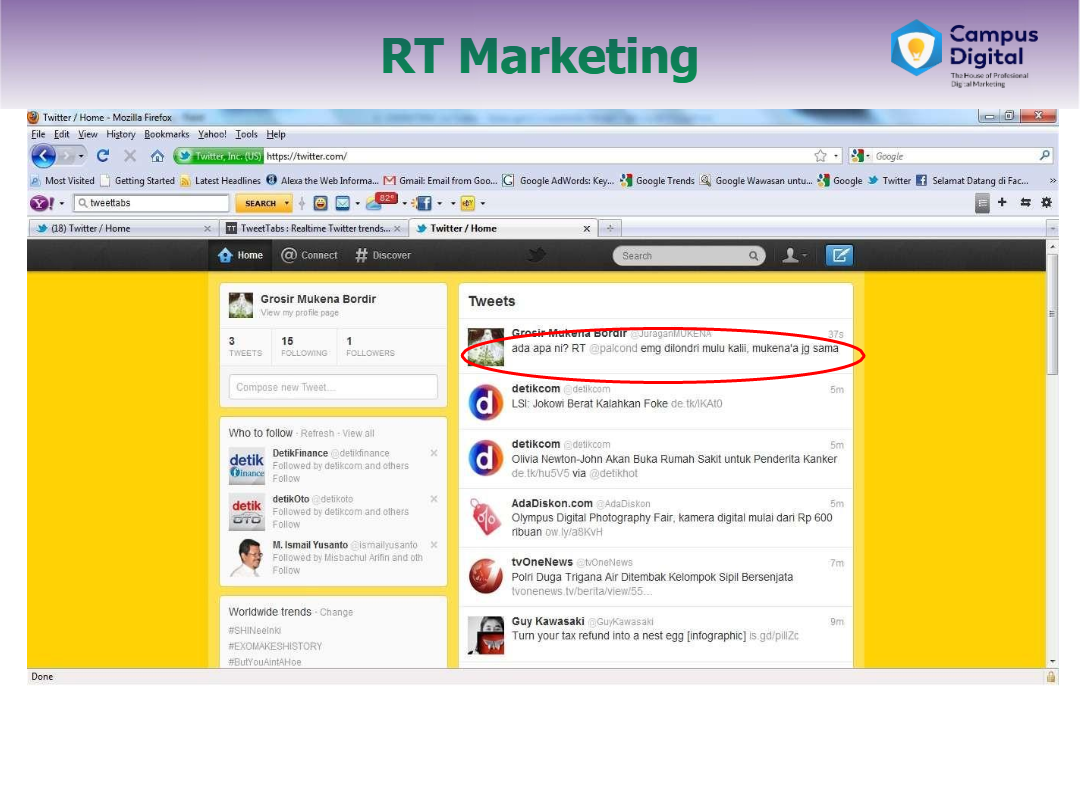 RT Marketing
Campus
Digital
The House of Profesional
Digital Marketing
Twitter / Home - Mozilla Firefox
File Edit View History Bookmarks Yahoo! Tools Help
Twitter, Inc. (US) https://twitter.com/
Google
Most Visited Getting Started Latest Headlines Alexa the Web Informa... Gmail: Email from Goo... Google AdWords: Key... Google Trends Google Wawasan untu... Google Twitter Selamat Datang di Fac... »
Y! tweettabs SEARCH 82° eBY
(18) Twitter / Home TweetTabs : Realtime Twitter trends... Twitter / Home
Home Connect Discover Search
Grosir Mukena Bordir
View my profile page
3 15 1
TWEETS FOLLOWING FOLLOWERS
Compose new Tweet...
Who to follow · Refresh · View all
detik
finance
DetikFinance @detikfinance
Followed by detikcom and others
Follow
detik
OTO
detikOto @detikoto
Followed by detikcom and others
Follow
M. Ismail Yusanto @ismailyusanto
Followed by Misbachul Arifin and oth
Follow
Worldwide trends · Change
#SHINeeInki
#EXOMAKESHISTORY
#ButYouAintAHoe
Tweets
Grosir Mukena Bordir @JuraganMUKENA 37s
ada apa ni? RT @palcond emg dilondri mulu kalii, mukena'a jg sama
detikcom @detikcom 5m
LSI: Jokowi Berat Kalahkan Foke de.tk/IKAt0
detikcom @detikcom 5m
Olivia Newton-John Akan Buka Rumah Sakit untuk Penderita Kanker
de.tk/hu5V5 via @detikhot
AdaDiskon.com @AdaDiskon 5m
Olympus Digital Photography Fair, kamera digital mulai dari Rp 600
ribuan ow.ly/a8KvH
tvOneNews @tvOneNews 7m
Polri Duga Trigana Air Ditembak Kelompok Sipil Bersenjata
tvonenews.tv/berita/view/55...
Guy Kawasaki @GuyKawasaki 9m
Turn your tax refund into a nest egg [infographic] is.gd/pilIZc
Done